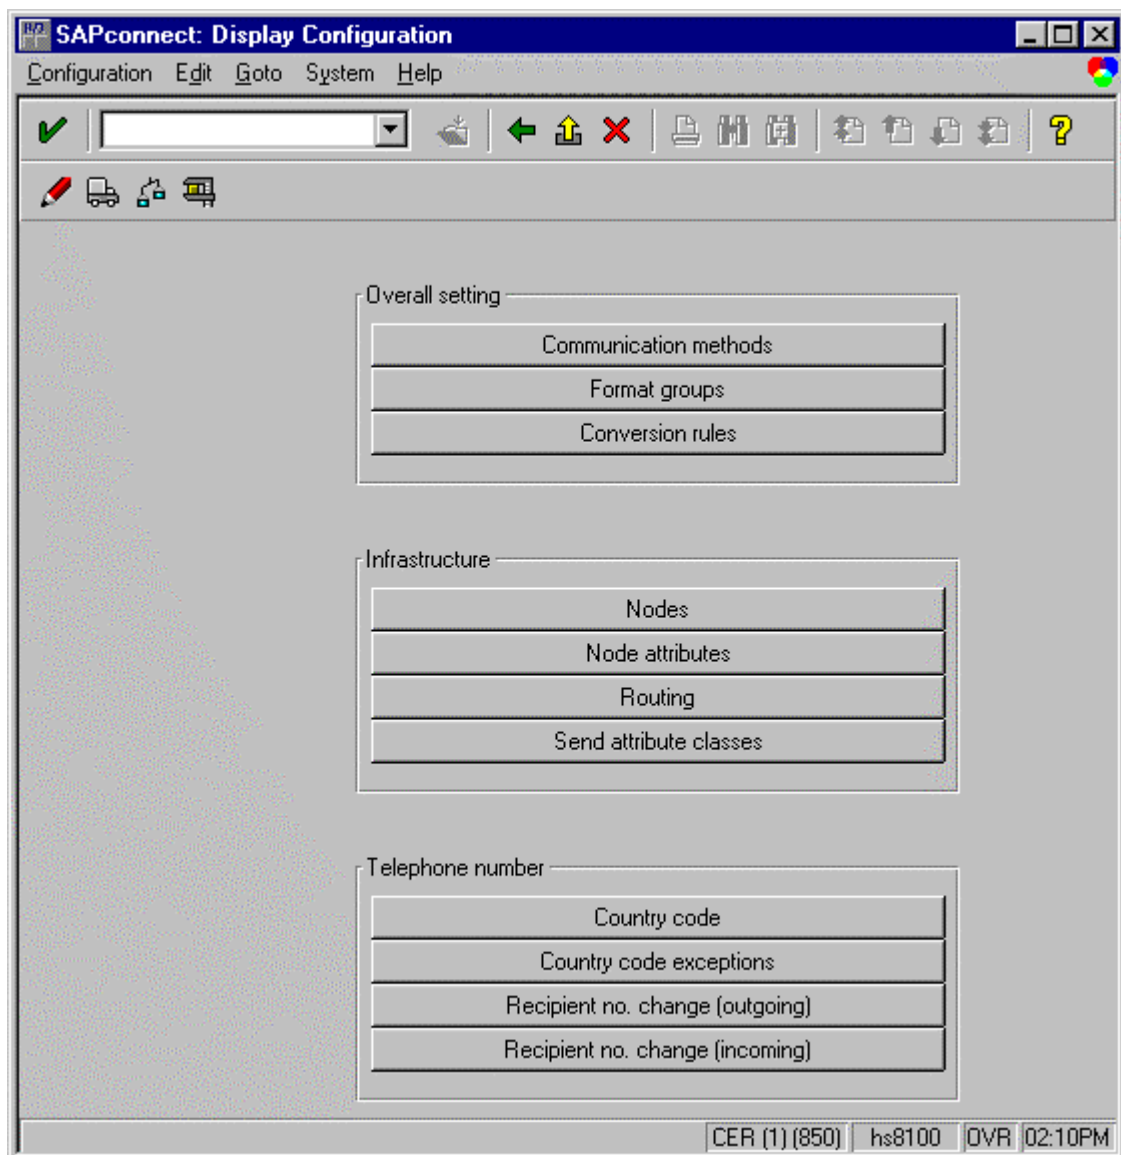 SAPconnect: Display Configuration
Configuration Edit Goto System Help
Overall setting
Communication methods
Format groups
Conversion rules
Infrastructure
Nodes
Node attributes
Routing
Send attribute classes
Telephone number
Country code
Country code exceptions
Recipient no. change (outgoing)
Recipient no. change (incoming)
CER (1) (850) hs8100 OVR 02:10PM